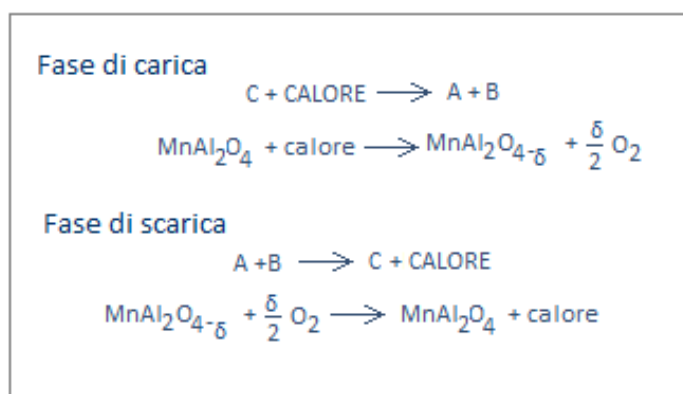 Fase di carica
C + CALORE → A + B
MnAl₂O₄ + calore → MnAl₂O₄₋δ + δ/2 O₂
Fase di scarica
A +B → C + CALORE
MnAl₂O₄₋δ + δ/2 O₂ → MnAl₂O₄ + calore